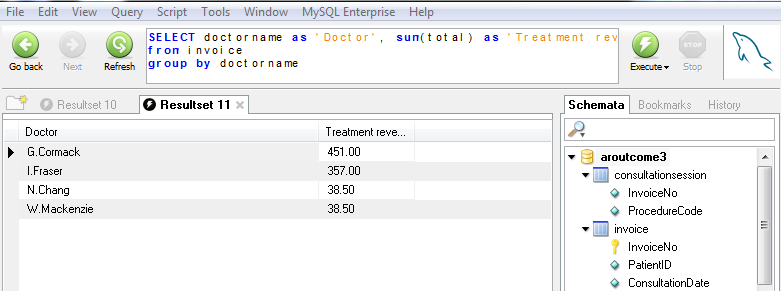 File Edit View Query Script Tools Window MySQL Enterprise Help
SELECT doctorname as 'Doctor', sum(total) as 'Treatment rev
from invoice
group by doctorname
Go back Next Refresh Execute Stop
Resultset 10 Resultset 11
Schemata Bookmarks History
Doctor Treatment reve...
G.Cormack 451.00
I.Fraser 357.00
N.Chang 38.50
W.Mackenzie 38.50
aroutcome3
consultationsession
InvoiceNo
ProcedureCode
invoice
InvoiceNo
PatientID
ConsultationDate